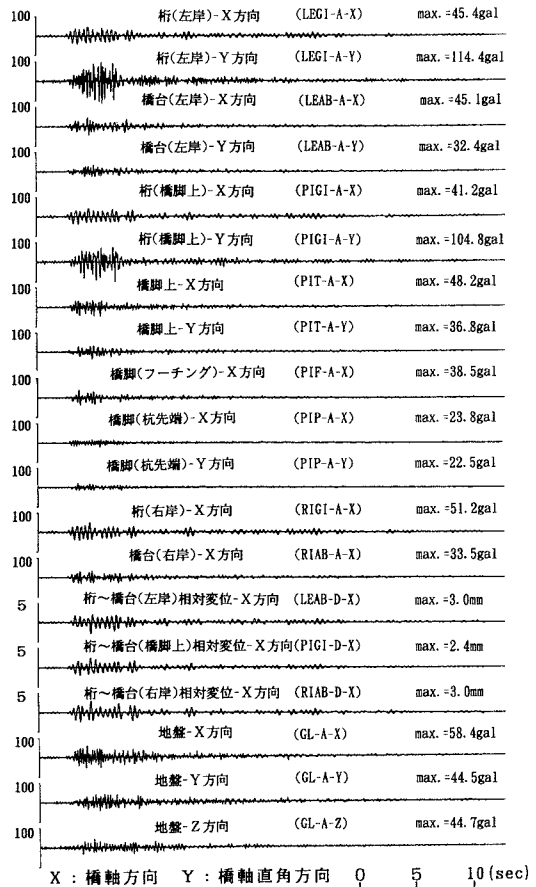 桁(左岸)-X方向 (LEGI-A-X) max.=45.4gal
100
桁(左岸)-Y方向 (LEGI-A-Y) max.=114.4gal
100
橋台(左岸)-X方向 (LEAB-A-X) max.=45.1gal
100
橋台(左岸)-Y方向 (LEAB-A-Y) max.=32.4gal
100
桁(橋脚上)-X方向 (PIGI-A-X) max.=41.2gal
100
桁(橋脚上)-Y方向 (PIGI-A-Y) max.=104.8gal
100
橋脚上-X方向 (PIT-A-X) max.=48.2gal
100
橋脚上-Y方向 (PIT-A-Y) max.=36.8gal
100
橋脚(フーチング)-X方向 (PIF-A-X) max.=38.5gal
100
橋脚(杭先端)-X方向 (PIP-A-X) max.=23.8gal
100
橋脚(杭先端)-Y方向 (PIP-A-Y) max.=22.5gal
100
桁(右岸)-X方向 (RIGI-A-X) max.=51.2gal
100
橋台(右岸)-X方向 (RIAB-A-X) max.=33.5gal
100
桁～橋台(左岸)相対変位-X方向 (LEAB-D-X) max.=3.0mm
5
桁～橋台(橋脚上)相対変位-X方向(PIGI-D-X) max.=2.4mm
5
桁～橋台(右岸)相対変位-X方向 (RIAB-D-X) max.=3.0mm
5
地盤-X方向 (GL-A-X) max.=58.4gal
100
地盤-Y方向 (GL-A-Y) max.=44.5gal
100
地盤-Z方向 (GL-A-Z) max.=44.7gal
100
X：橋軸方向 Y：橋軸直角方向 0 5 10(sec)